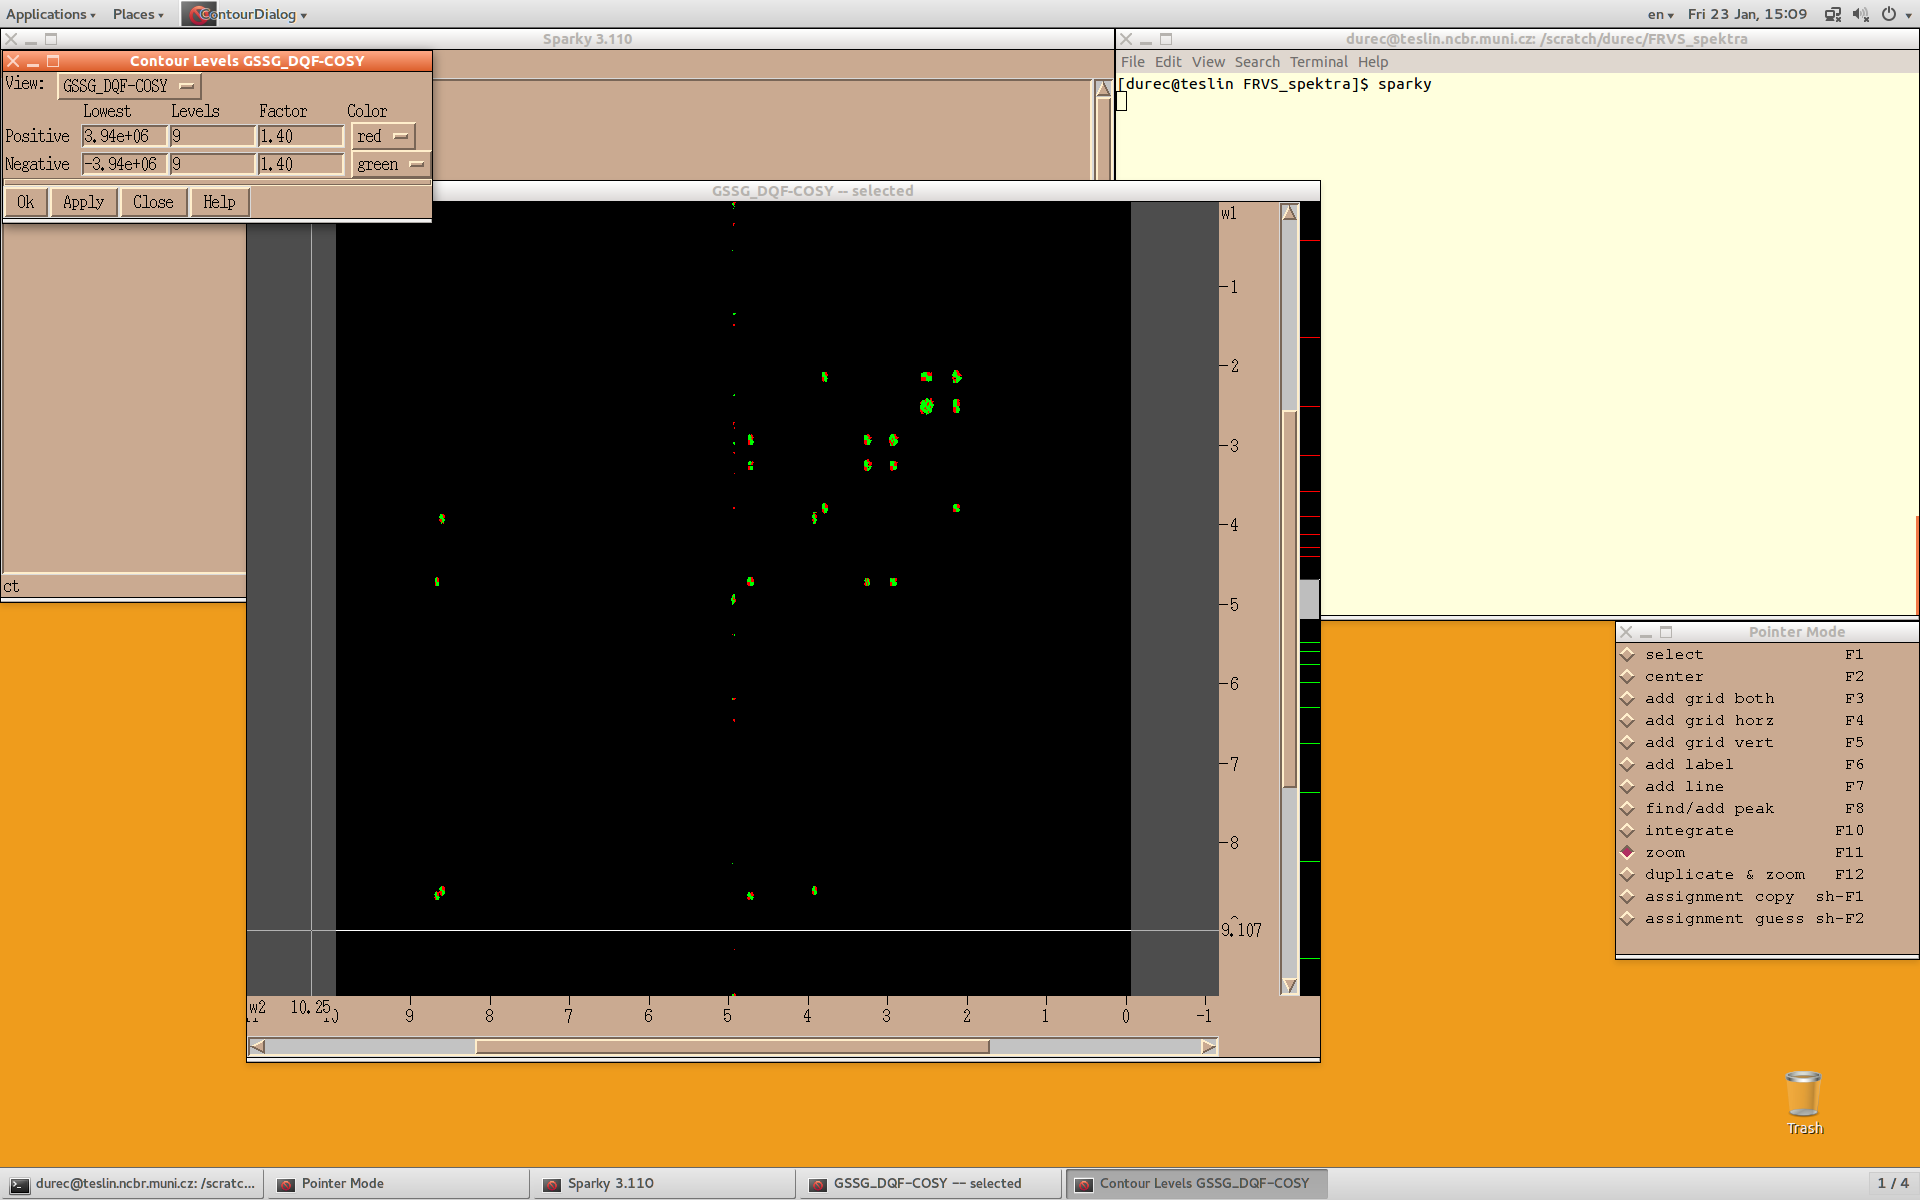 Applications
Places
ContourDialog
en
Fri 23 Jan, 15:09
Sparky 3.110
Contour Levels GSSG_DQF-COSY
View: GSSG_DQF-COSY
Lowest Levels Factor Color
Positive 3.94e+06 9 1.40 red
Negative -3.94e+06 9 1.40 green
Ok Apply Close Help
ct
durec@teslin.ncbr.muni.cz: /scratch/durec/FRVS_spektra
File Edit View Search Terminal Help
[durec@teslin FRVS_spektra]$ sparky
GSSG_DQF-COSY -- selected
w1
1
2
3
4
5
6
7
8
9.107
w2 10.25
9 8 7 6 5 4 3 2 1 0 -1
Pointer Mode
select F1
center F2
add grid both F3
add grid horz F4
add grid vert F5
add label F6
add line F7
find/add peak F8
integrate F10
zoom F11
duplicate & zoom F12
assignment copy sh-F1
assignment guess sh-F2
Trash
durec@teslin.ncbr.muni.cz: /scratc...
Pointer Mode
Sparky 3.110
GSSG_DQF-COSY -- selected
Contour Levels GSSG_DQF-COSY
1 / 4